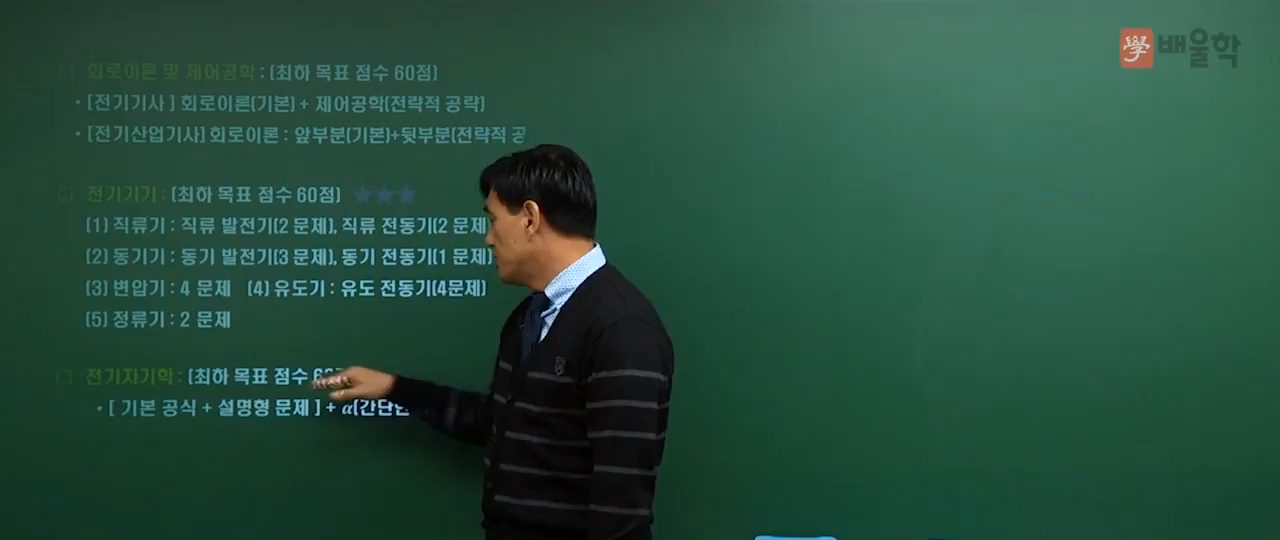 學 배울학
□ 회로이론 및 제어공학 : (최하 목표 점수 60점)
• [전기기사 ] 회로이론(기본) + 제어공학(전략적 공략)
• [전기산업기사] 회로이론 : 앞부분(기본)+뒷부분(전략적 공
□ 전기기기 : (최하 목표 점수 60점) ★★★
(1) 직류기 : 직류 발전기(2 문제), 직류 전동기(2 문제)
(2) 동기기 : 동기 발전기(3 문제), 동기 전동기(1 문제)
(3) 변압기 : 4 문제 (4) 유도기 : 유도 전동기(4문제)
(5) 정류기 : 2 문제
□ 전기자기학 : (최하 목표 점수
• [ 기본 공식 + 설명형 문제 ] + α(간단한